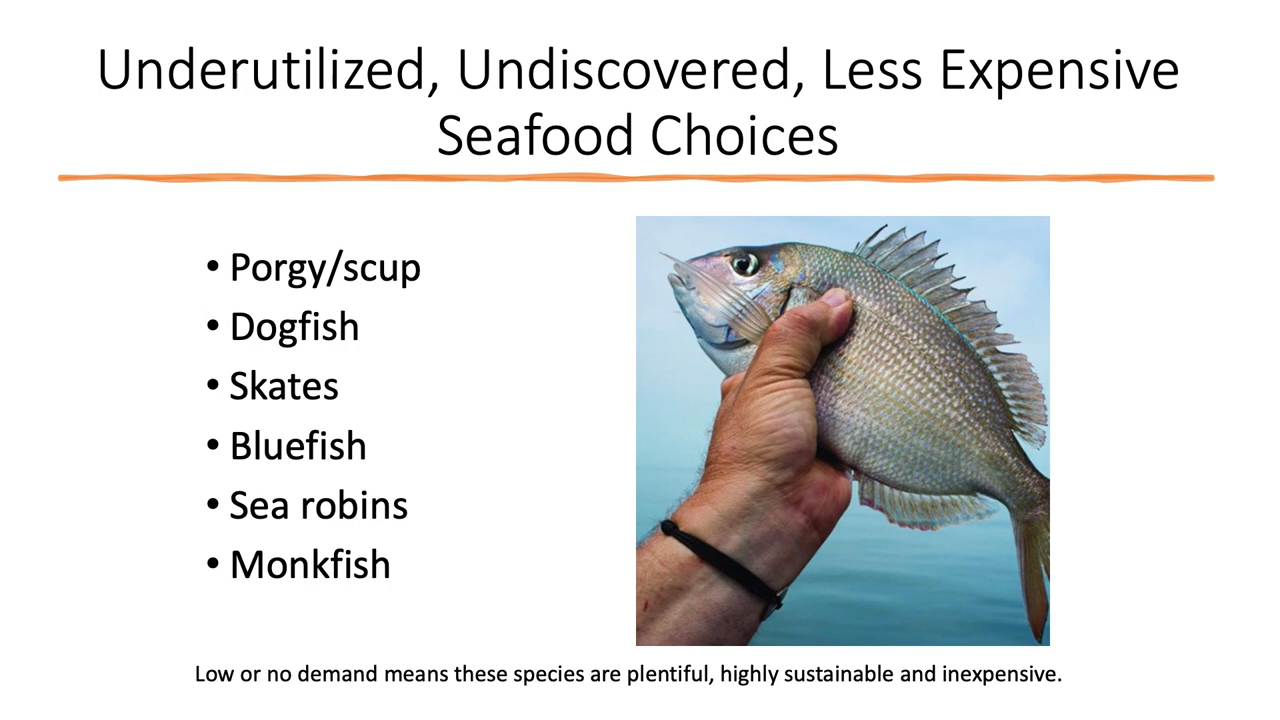 Underutilized, Undiscovered, Less Expensive
Seafood Choices
• Porgy/scup
• Dogfish
• Skates
• Bluefish
• Sea robins
• Monkfish
Low or no demand means these species are plentiful, highly sustainable and inexpensive.